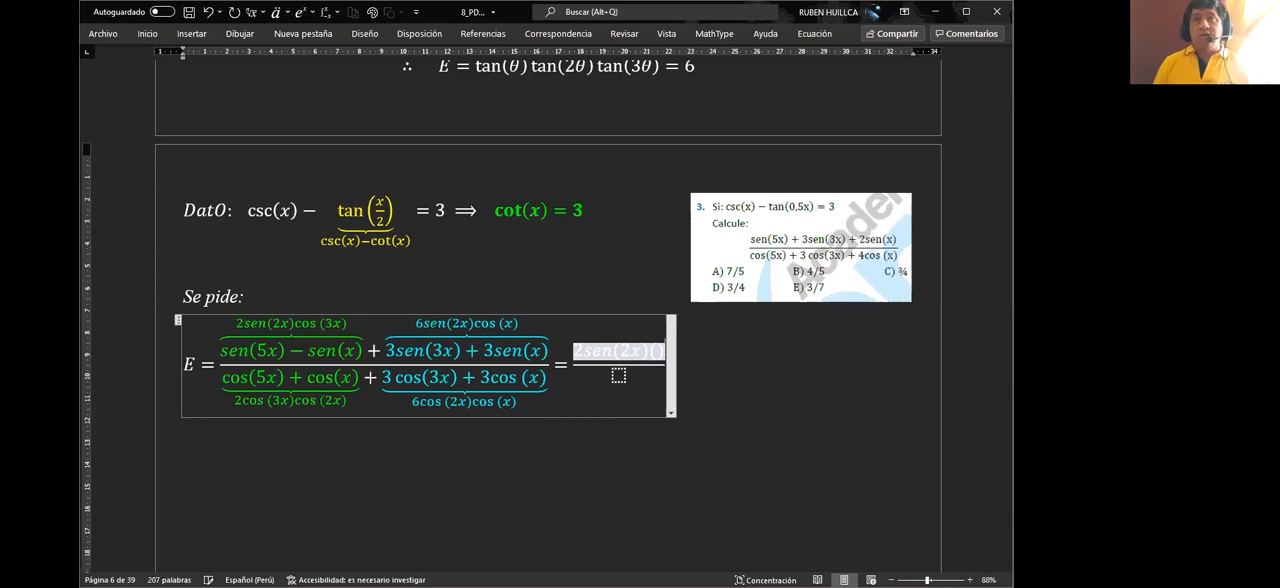 Autoguardado
8_PD...
Buscar (Alt+Q)
RUBEN HUILLCA
Archivo Inicio Insertar Dibujar Nueva pestaña Diseño Disposición Referencias Correspondencia Revisar Vista MathType Ayuda Ecuación Compartir Comentarios
∴ E = tan(θ) tan(2θ) tan(3θ) = 6
DatO: csc(x) − tan(x/2) = 3 ⟹ cot(x) = 3
csc(x)−cot(x)
3. Si: csc(x) − tan(0,5x) = 3
Calcule:
sen(5x) + 3sen(3x) + 2sen(x)
cos(5x) + 3 cos(3x) + 4cos (x)
A) 7/5 B) 4/5 C) ¾
D) 3/4 E) 3/7
Academ
Se pide:
2sen(2x)cos (3x) 6sen(2x)cos (x)
E = sen(5x) − sen(x) + 3sen(3x) + 3sen(x) = 2sen(2x)()
cos(5x) + cos(x) + 3 cos(3x) + 3cos (x)
2cos (3x)cos (2x) 6cos (2x)cos (x)
Página 6 de 39 207 palabras Español (Perú) Accesibilidad: es necesario investigar Concentración 88%